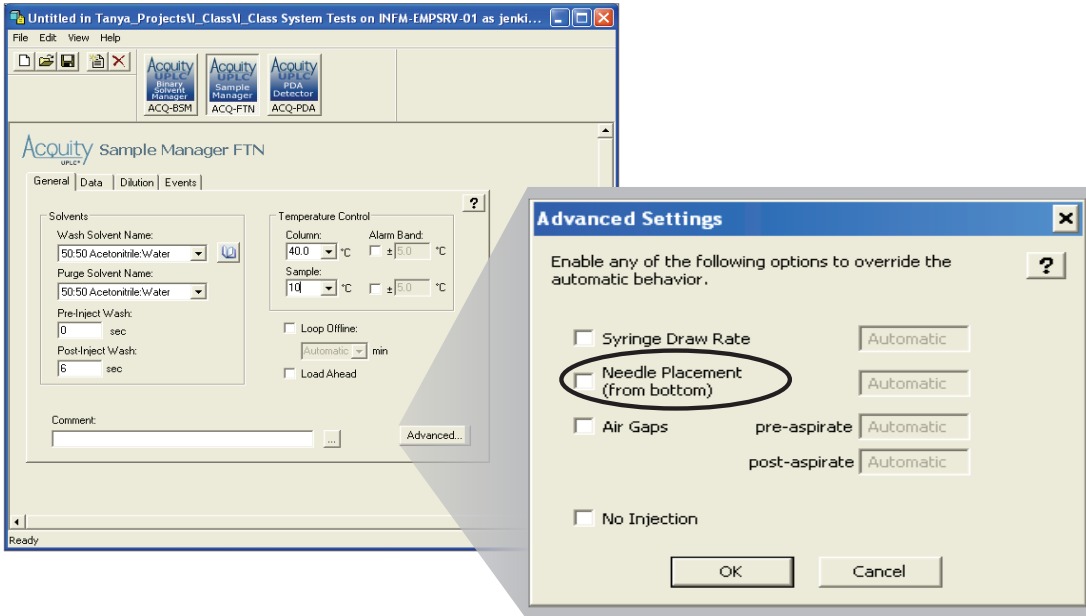 Untitled in Tanya_Projects\I_Class\I_Class System Tests on INFM-EMPSRV-01 as jenki...
File Edit View Help
Acquity
UPLC
Binary
Solvent
Manager
ACQ-BSM
Acquity
UPLC
Sample
Manager
ACQ-FTN
Acquity
UPLC
PDA
Detector
ACQ-PDA
Acquity UPLC® Sample Manager FTN
General Data Dilution Events
?
Solvents
Wash Solvent Name:
50:50 Acetonitrile:Water
Purge Solvent Name:
50:50 Acetonitrile:Water
Pre-Inject Wash:
0 sec
Post-Inject Wash:
6 sec
Temperature Control
Column: Alarm Band:
40.0 °C ± 5.0 °C
Sample:
10 °C ± 5.0 °C
Loop Offline:
Automatic min
Load Ahead
Comment:
... Advanced...
Ready
Advanced Settings
Enable any of the following options to override the
automatic behavior.
?
Syringe Draw Rate Automatic
Needle Placement
(from bottom) Automatic
Air Gaps pre-aspirate Automatic
post-aspirate Automatic
No Injection
OK Cancel